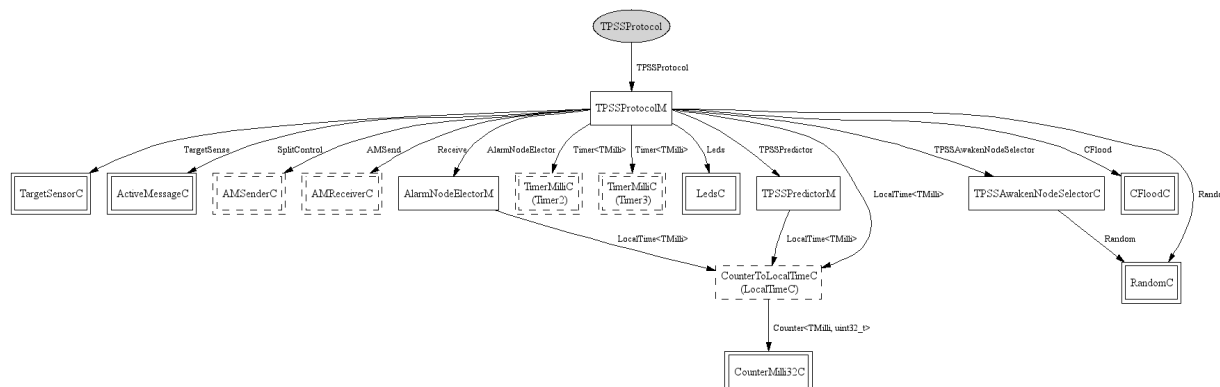 TPSSProtocol
TPSSProtocol
TPSSProtocolM
TargetSense
SplitControl
AMSend
Receive
AlarmNodeElector
Timer<TMilli>
Timer<TMilli>
Leds
TPSSPredictor
LocalTime<TMilli>
TPSSAwakenNodeSelector
CFlood
Rando
TargetSensorC
ActiveMessageC
AMSenderC
AMReceiverC
AlarmNodeElectorM
TimerMilliC
(Timer2)
TimerMilliC
(Timer3)
LedsC
TPSSPredictorM
TPSSAwakenNodeSelectorC
CFloodC
LocalTime<TMilli>
LocalTime<TMilli>
Random
CounterToLocalTimeC
(LocalTimeC)
RandomC
Counter<TMilli, uint32_t>
CounterMilli32C